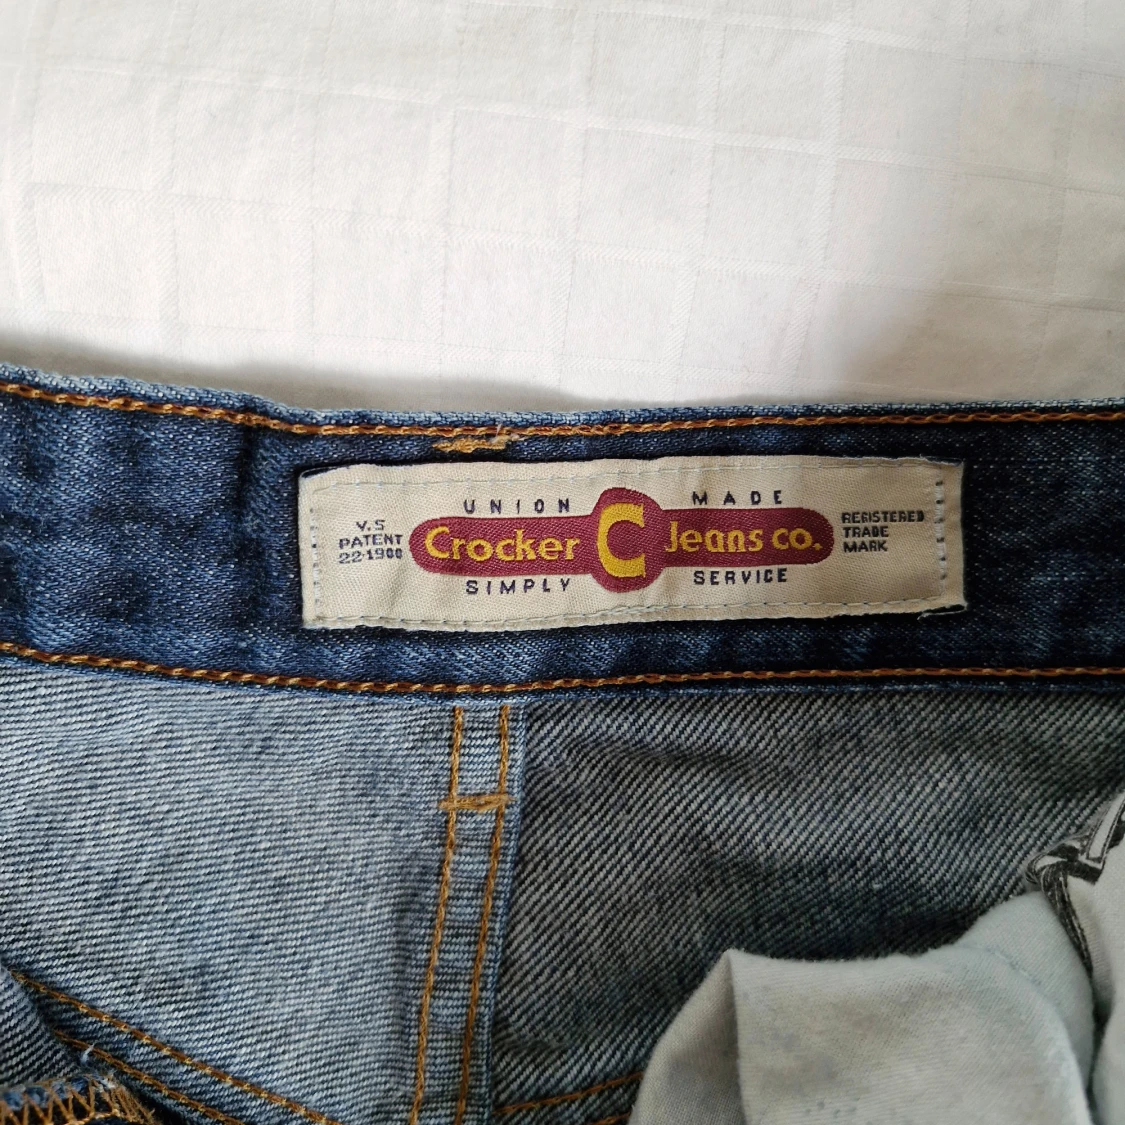 UNION MADE
V.S
PATENT
22·1900
Crocker C Jeans co.
REGISTERED
TRADE
MARK
SIMPLY SERVICE